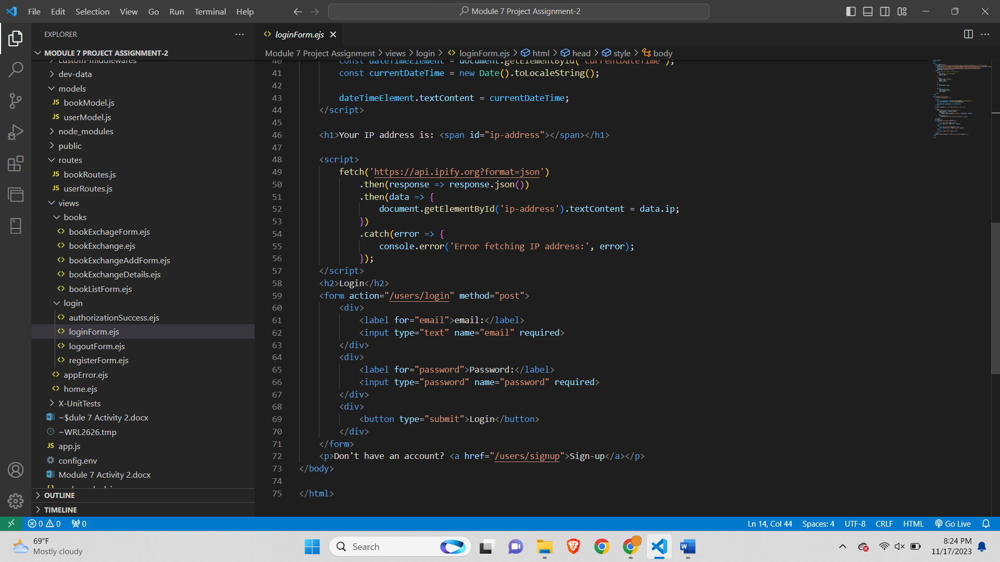 File Edit Selection View Go Run Terminal Help
Module 7 Project Assignment-2
EXPLORER
MODULE 7 PROJECT ASSIGNMENT-2
custom-middlewares
dev-data
models
JS bookModel.js
JS userModel.js
node_modules
public
routes
JS bookRoutes.js
JS userRoutes.js
views
books
<> bookExchageForm.ejs
<> bookExchange.ejs
<> bookExchangeAddForm.ejs
<> bookExchangeDetails.ejs
<> bookListForm.ejs
login
<> authorizationSuccess.ejs
<> loginForm.ejs
<> logoutForm.ejs
<> registerForm.ejs
<> appError.ejs
<> home.ejs
X-UnitTests
~$dule 7 Activity 2.docx
~WRL2626.tmp
JS app.js
config.env
Module 7 Activity 2.docx
OUTLINE
TIMELINE
<> loginForm.ejs
Module 7 Project Assignment > views > login > <> loginForm.ejs > html > head > style > body
40 const dateTimeElement = document.getElementById("currentDateTime");
41 const currentDateTime = new Date().toLocaleString();
42
43 dateTimeElement.textContent = currentDateTime;
44 </script>
45
46 <h1>Your IP address is: <span id="ip-address"></span></h1>
47
48 <script>
49 fetch('https://api.ipify.org?format=json')
50 .then(response => response.json())
51 .then(data => {
52 document.getElementById('ip-address').textContent = data.ip;
53 })
54 .catch(error => {
55 console.error('Error fetching IP address:', error);
56 });
57 </script>
58 <h2>Login</h2>
59 <form action="/users/login" method="post">
60 <div>
61 <label for="email">email:</label>
62 <input type="text" name="email" required>
63 </div>
64 <div>
65 <label for="password">Password:</label>
66 <input type="password" name="password" required>
67 </div>
68 <div>
69 <button type="submit">Login</button>
70 </div>
71 </form>
72 <p>Don't have an account? <a href="/users/signup">Sign-up</a></p>
73 </body>
74
75 </html>
0 0 0
Ln 14, Col 44 Spaces: 4 UTF-8 CRLF HTML Go Live
69°F
Mostly cloudy
Search
8:24 PM
11/17/2023